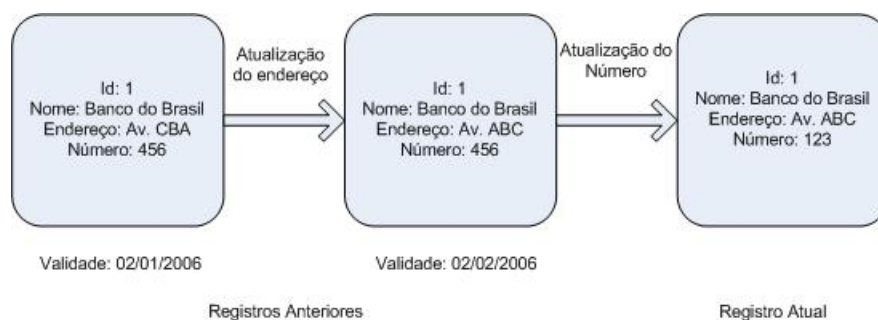 Id: 1
Nome: Banco do Brasil
Endereço: Av. CBA
Número: 456
Atualização
do endereço
Id: 1
Nome: Banco do Brasil
Endereço: Av. ABC
Número: 456
Atualização do
Número
Id: 1
Nome: Banco do Brasil
Endereço: Av. ABC
Número: 123
Validade: 02/01/2006
Validade: 02/02/2006
Registros Anteriores
Registro Atual